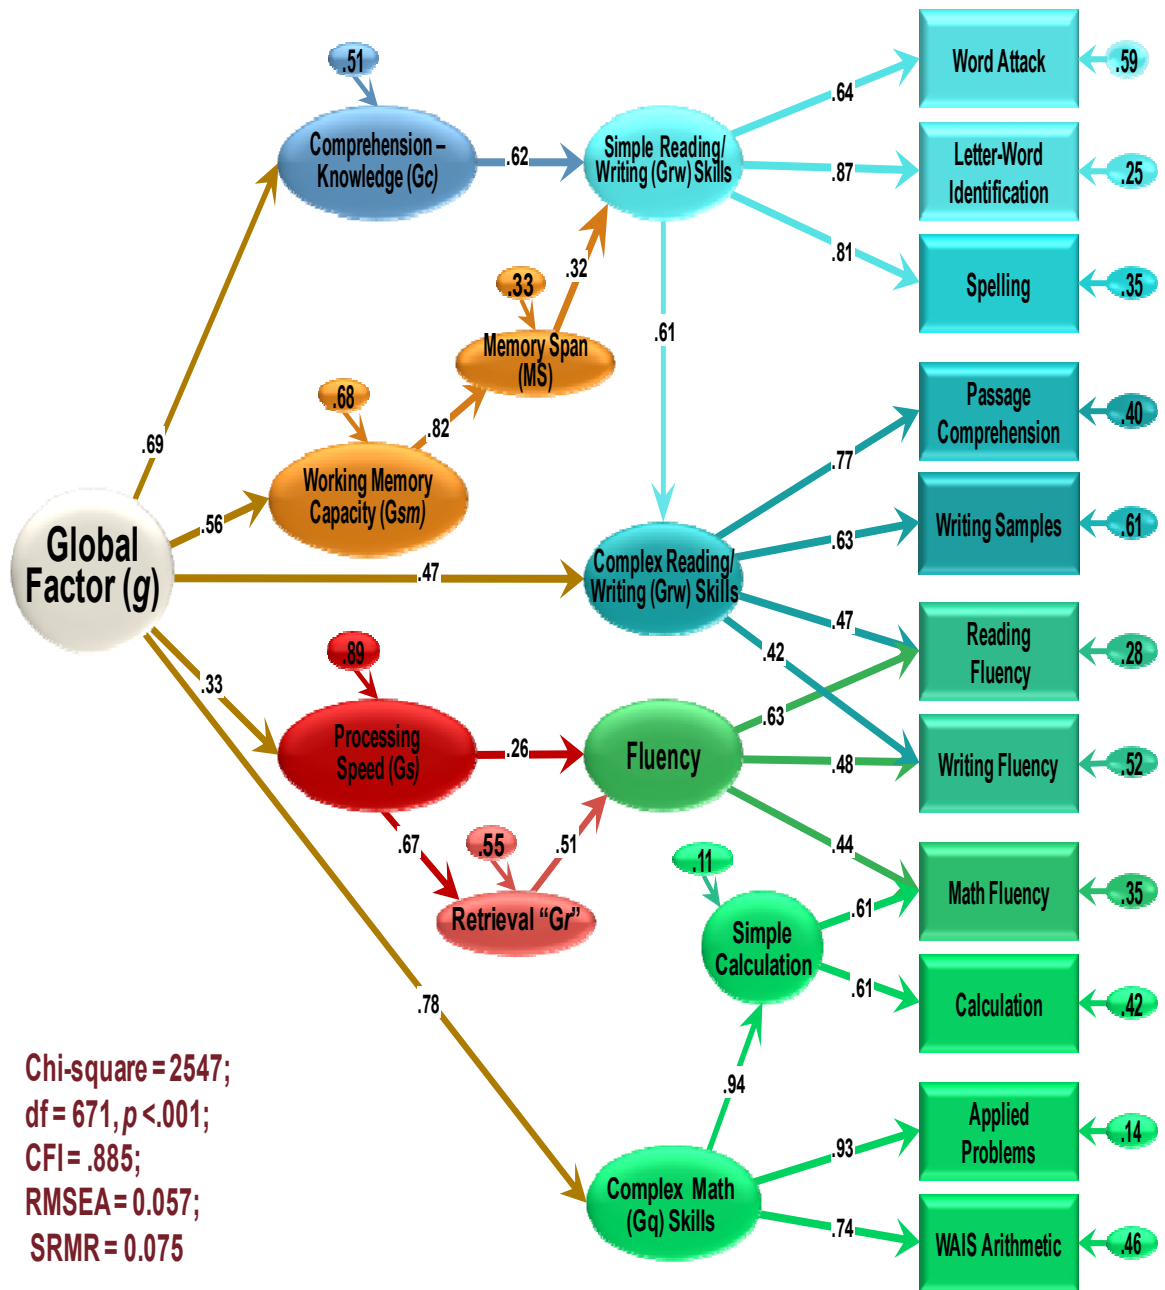 .51
Word Attack
.59
.64
Comprehension –
Knowledge (Gc)
.62
Simple Reading/
Writing (Grw) Skills
.87
Letter-Word
Identification
.25
.81
.32
.33
Spelling
.35
Memory Span
(MS)
.61
.68
.82
Passage
Comprehension
.40
.69
.77
Working Memory
Capacity (Gsm)
.56
Writing Samples
.61
.63
Global
Factor (g)
.47
Complex Reading/
Writing (Grw) Skills
.47
.42
Reading
Fluency
.28
.89
.33
.63
Processing
Speed (Gs)
.26
Fluency
.48
Writing Fluency
.52
.67
.55
.51
.44
.11
Math Fluency
.35
Retrieval “Gr”
.61
Simple
Calculation
.61
.78
Calculation
.42
.94
Chi-square = 2547;
df = 671, p <.001;
CFI = .885;
RMSEA = 0.057;
SRMR = 0.075
.93
Applied
Problems
.14
Complex Math
(Gq) Skills
.74
WAIS Arithmetic
.46